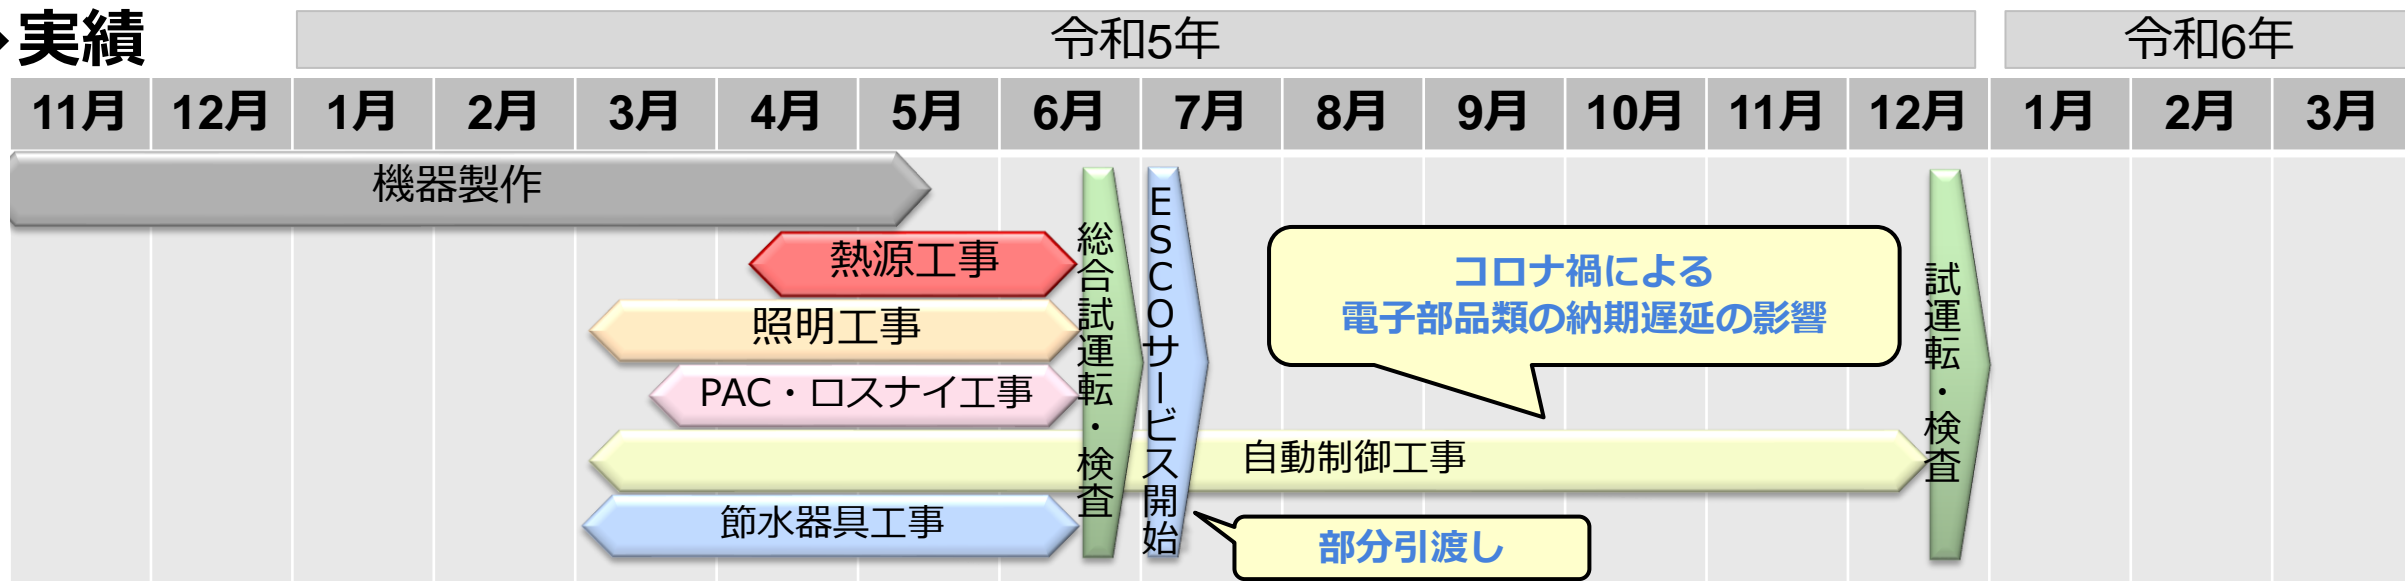 実績
令和5年
令和6年
11月 12月 1月 2月 3月 4月 5月 6月 7月 8月 9月 10月 11月 12月 1月 2月 3月
機器製作
熱源工事
照明工事
PAC・ロスナイ工事
自動制御工事
節水器具工事
総合試運転・検査
ESCOサービス開始
コロナ禍による
電子部品類の納期遅延の影響
部分引渡し
試運転・検査